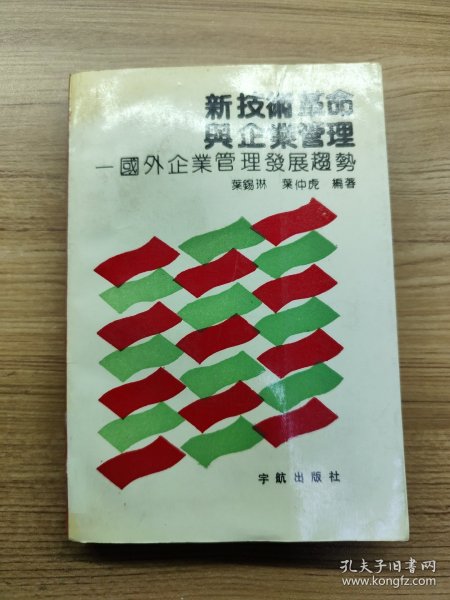 新技術革命
與企業管理
—國外企業管理發展趨勢
葉錫琳 葉仲虎 編著
宇航出版社
孔夫子旧书网
www.kongfz.com